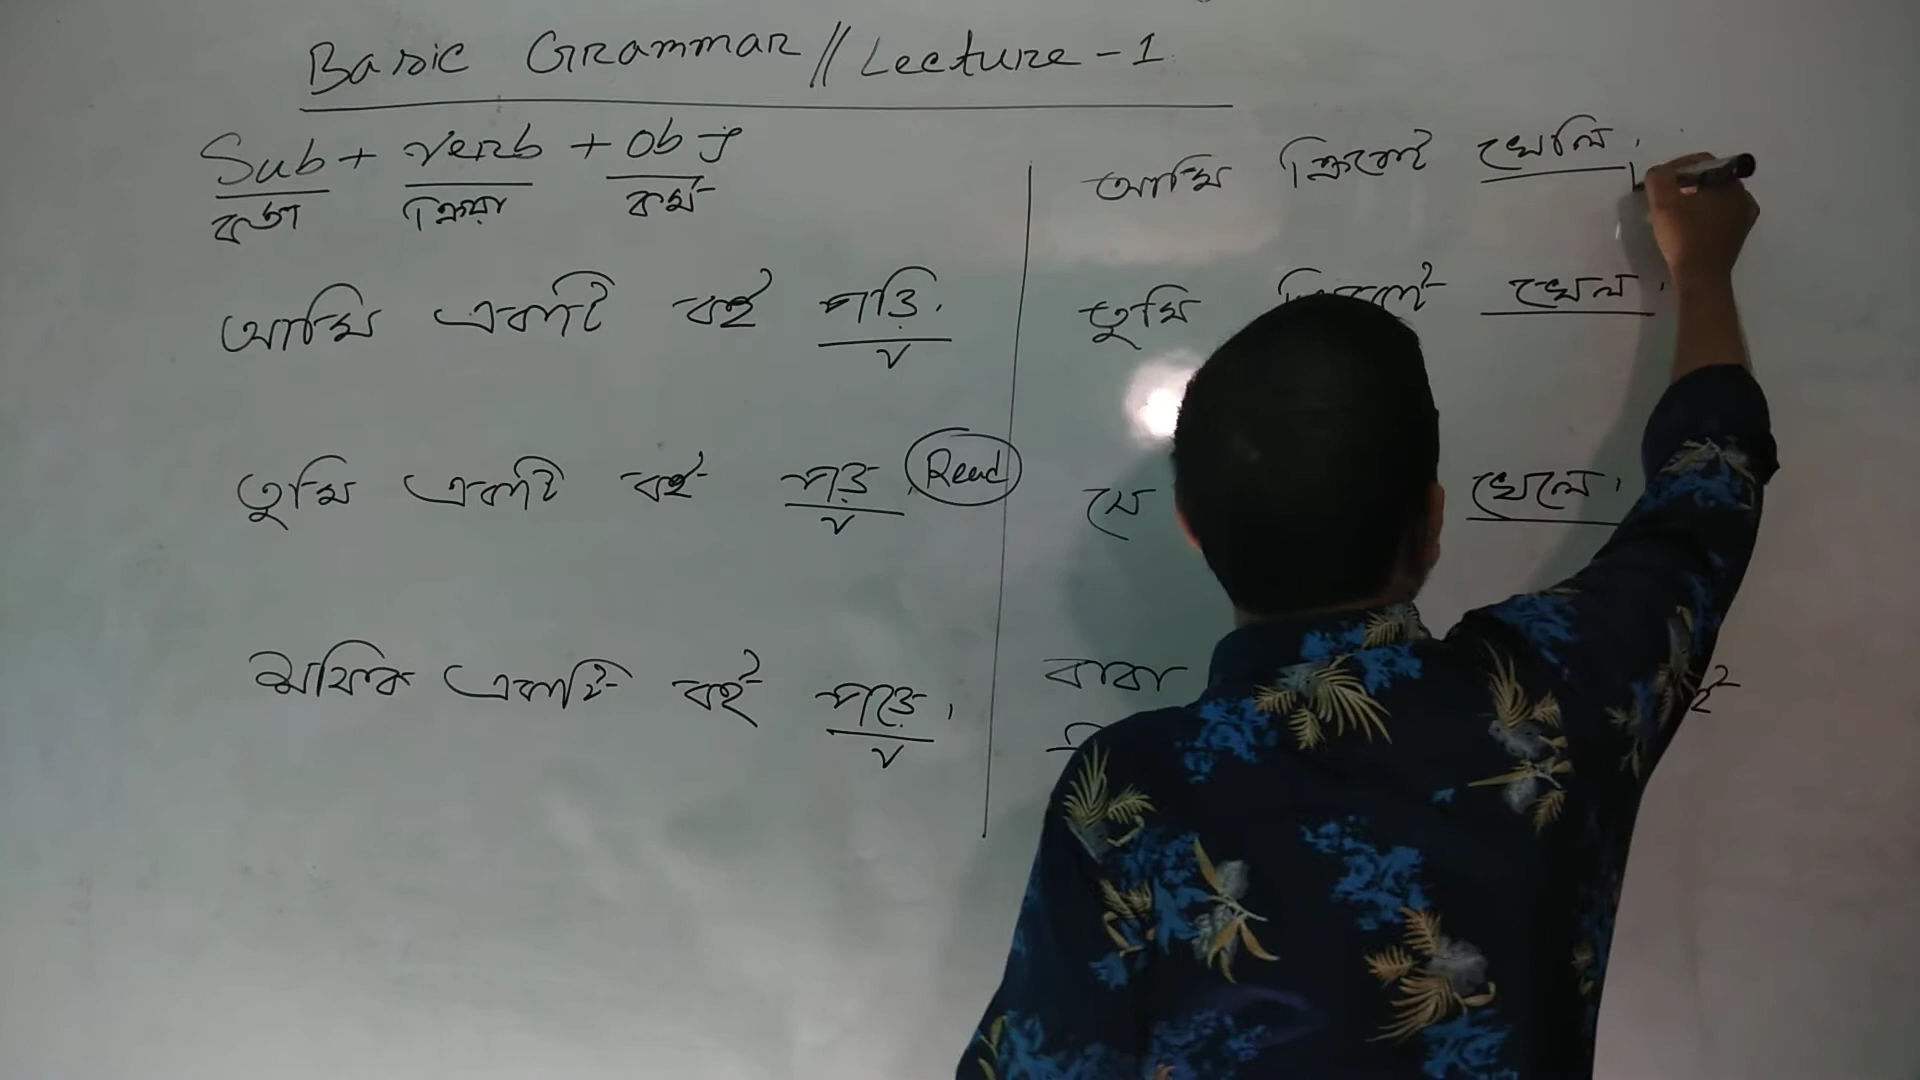 Basic Grammar // Lecture - 1
Sub + Verb + Obj
কর্তা ক্রিয়া কর্ম
আমি একটি বই পড়ি।
v
তুমি একটি বই পড় । Read
v
একটি বই পড়ে।
v
আমি ক্রিকেট খেলি।
তুমি খেল।
সে খেলে।
বাবা